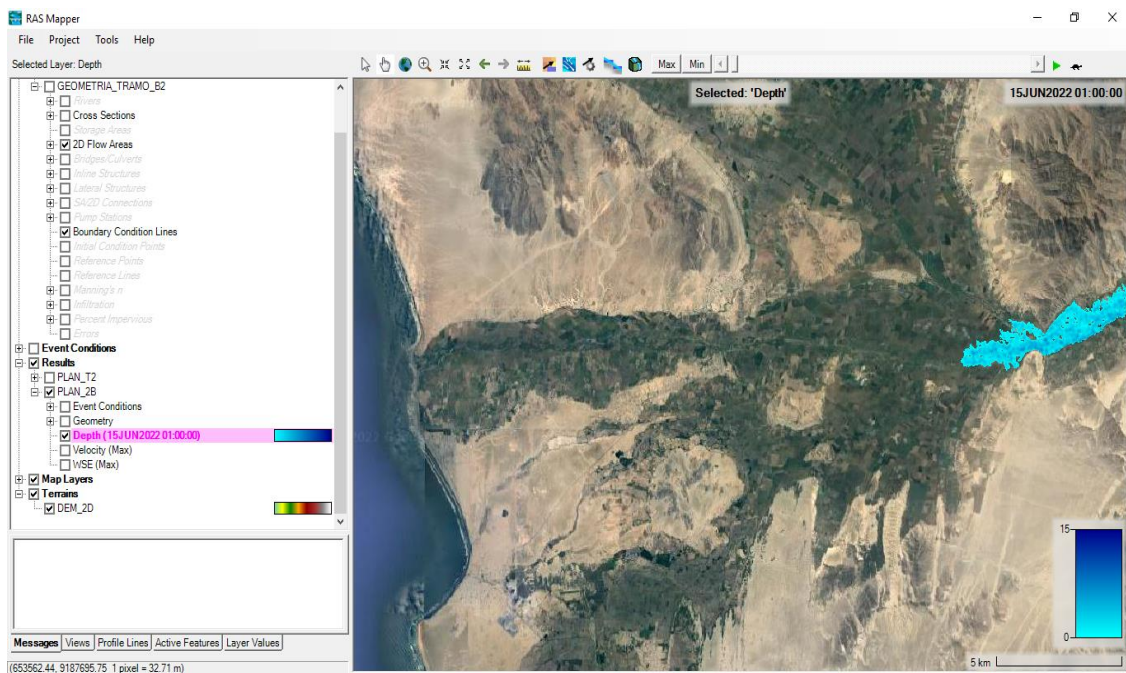 RAS Mapper
File Project Tools Help
Selected Layer: Depth
Max Min
GEOMETRIA_TRAMO_B2
Rivers
Cross Sections
Storage Areas
2D Flow Areas
Bridges/Culverts
Inline Structures
Lateral Structures
SA/2D Connections
Pump Stations
Boundary Condition Lines
Initial Condition Points
Reference Points
Reference Lines
Manning's n
Infiltration
Percent Impervious
Errors
Event Conditions
Results
PLAN_T2
PLAN_2B
Event Conditions
Geometry
Depth (15JUN2022 01:00:00)
Velocity (Max)
WSE (Max)
Map Layers
Terrains
DEM_2D
Messages Views Profile Lines Active Features Layer Values
(653562.44, 9187695.75 1 pixel = 32.71 m)
Selected: 'Depth'
15JUN2022 01:00:00
15
0
5 km